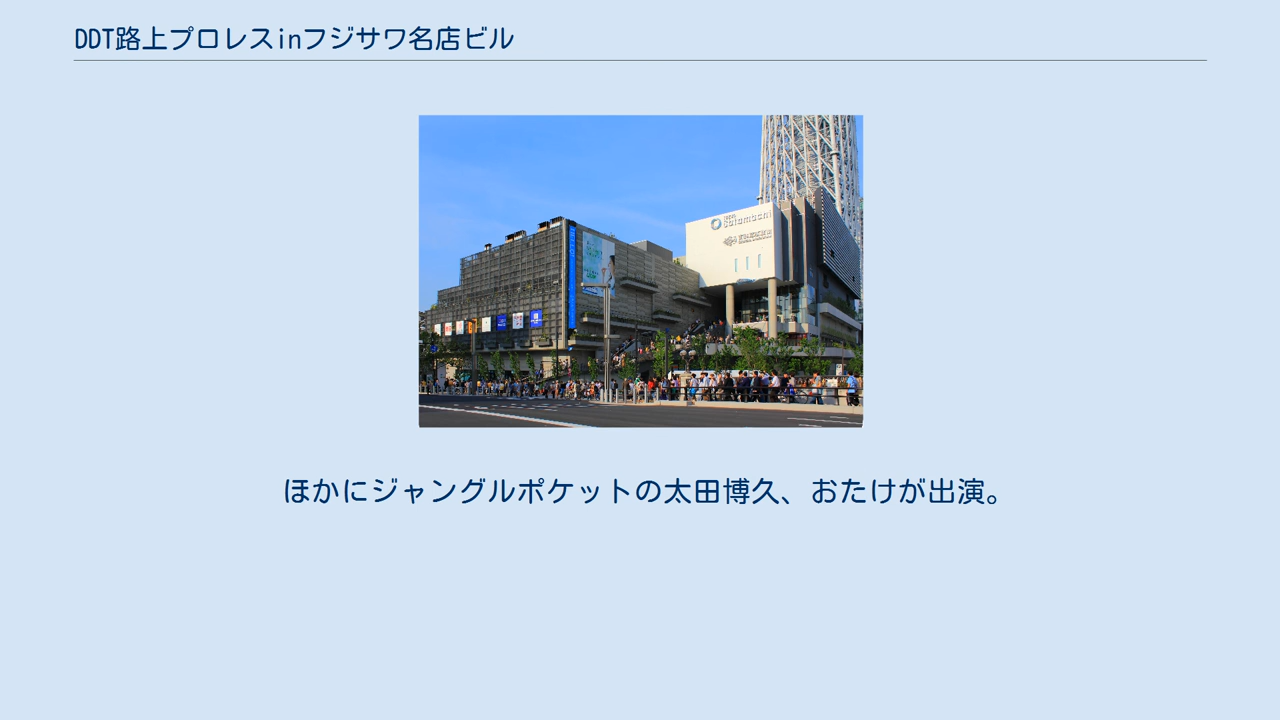 DDT路上プロレスinフジサワ名店ビル
Solamachi
ほかにジャングルポケットの太田博久、おたけが出演。